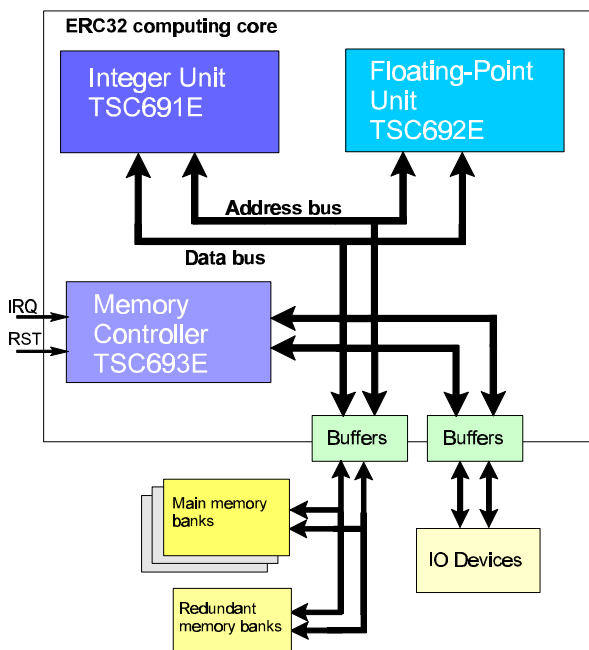 ERC32 computing core
Integer Unit
TSC691E
Floating-Point
Unit
TSC692E
Address bus
Data bus
IRQ
RST
Memory
Controller
TSC693E
Buffers
Buffers
Main memory
banks
IO Devices
Redundant
memory banks